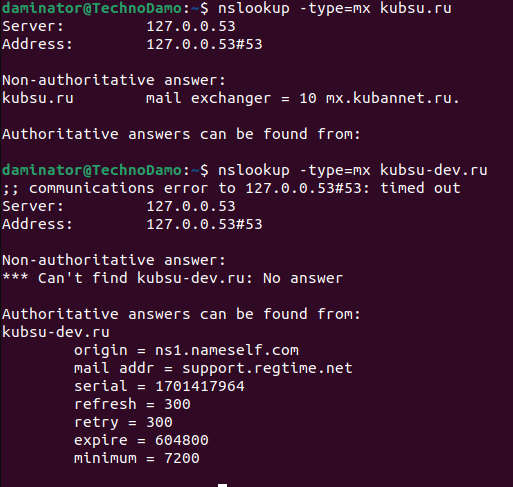 daminator@TechnoDamo:~$ nslookup -type=mx kubsu.ru
Server:         127.0.0.53
Address:        127.0.0.53#53
Non-authoritative answer:
kubsu.ru        mail exchanger = 10 mx.kubannet.ru.
Authoritative answers can be found from:
daminator@TechnoDamo:~$ nslookup -type=mx kubsu-dev.ru
;; communications error to 127.0.0.53#53: timed out
Server:         127.0.0.53
Address:        127.0.0.53#53
Non-authoritative answer:
*** Can't find kubsu-dev.ru: No answer
Authoritative answers can be found from:
kubsu-dev.ru
        origin = ns1.nameself.com
        mail addr = support.regtime.net
        serial = 1701417964
        refresh = 300
        retry = 300
        expire = 604800
        minimum = 7200